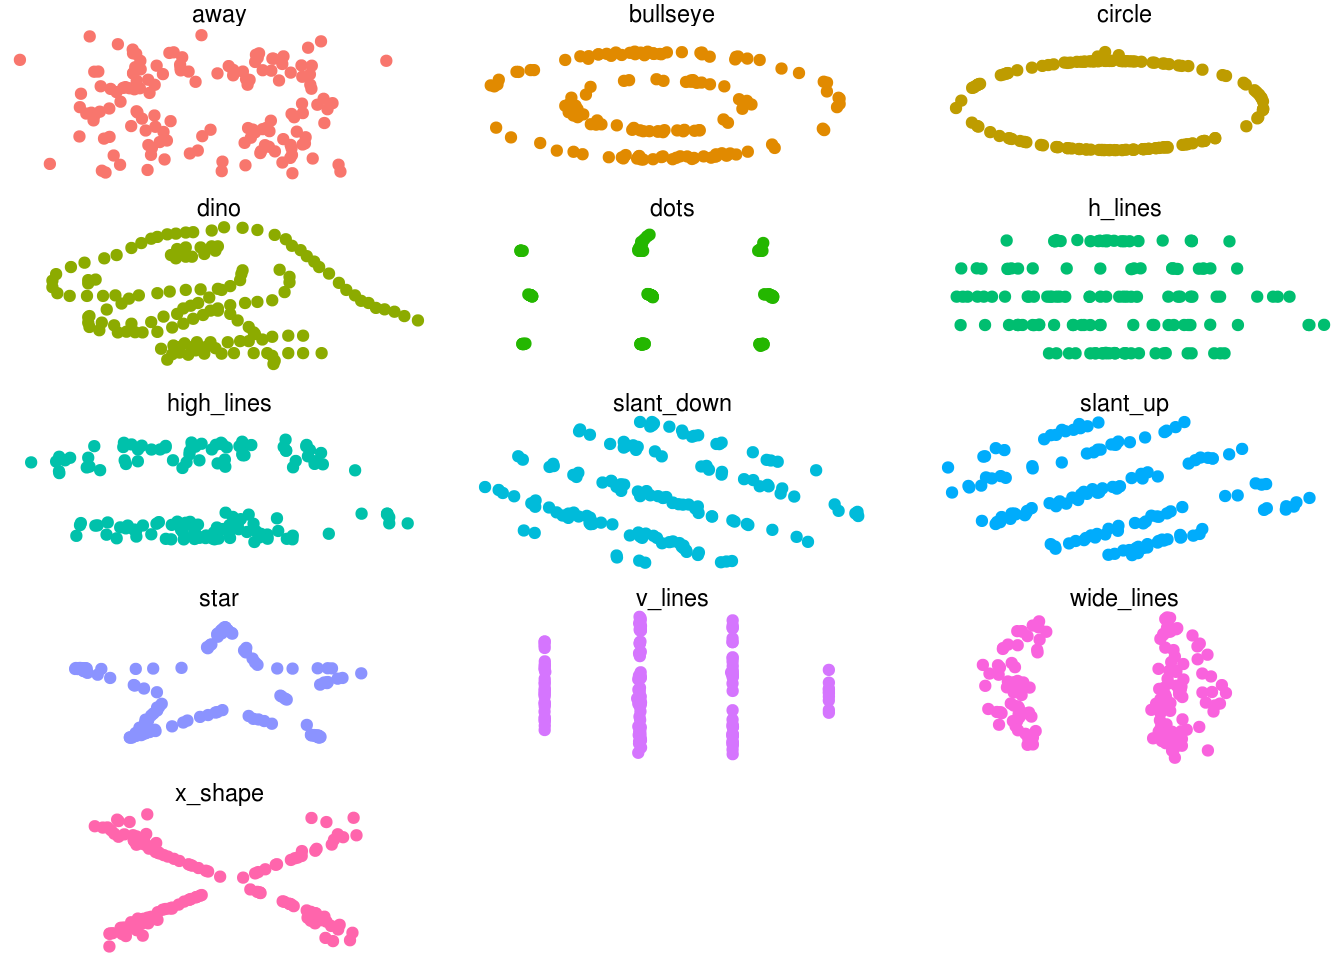 away
bullseye
circle
dino
dots
h_lines
high_lines
slant_down
slant_up
star
v_lines
wide_lines
x_shape